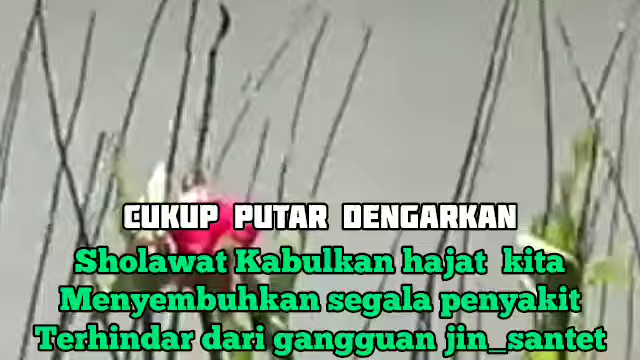 CUKUP PUTAR DENGARKAN
Sholawat Kabulkan hajat kita
Menyembuhkan segala penyakit
Terhindar dari gangguan jin_santet